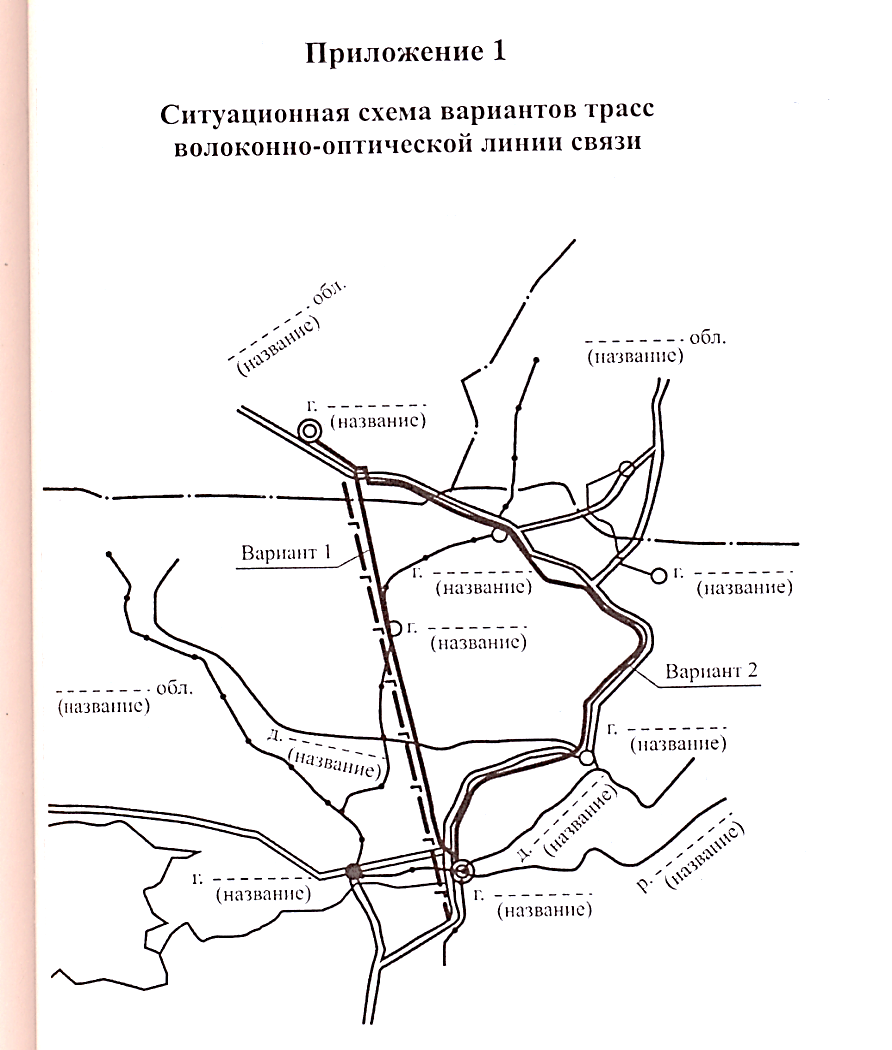 Приложение 1
Ситуационная схема вариантов трасс
волоконно-оптической линии связи
обл.
(название)
обл.
(название)
г.
(название)
Вариант 1
г.
(название)
г.
(название)
г.
(название)
Вариант 2
обл.
(название)
д.
(название)
г.
(название)
д.
(название)
р.
(название)
г.
(название)
г.
(название)